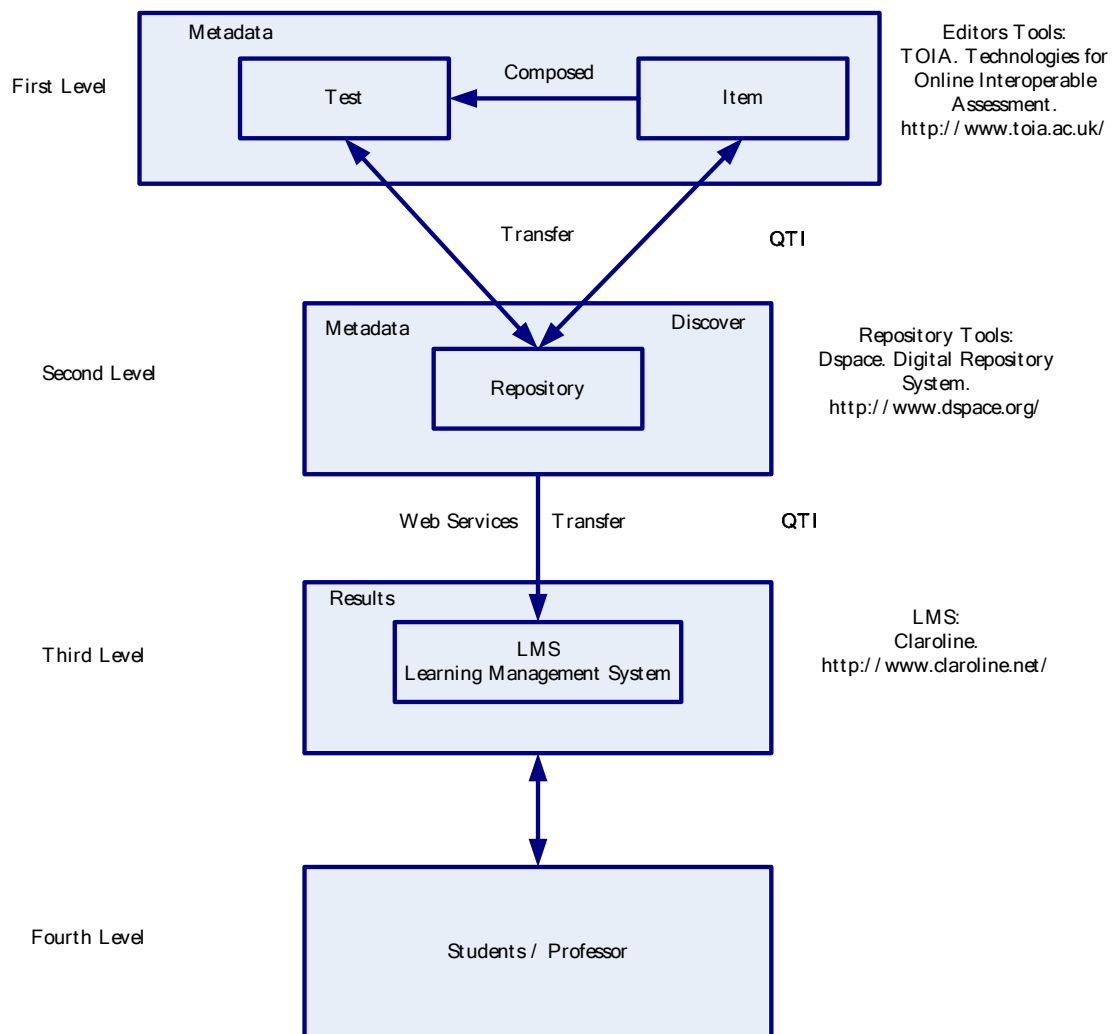 Metadata
Editors Tools:
TOIA. Technologies for
Online Interoperable
Assessment.
http://www.toia.ac.uk/
First Level
Test
Composed
Item
Transfer
QTI
Metadata
Discover
Second Level
Repository
Repository Tools:
Dspace. Digital Repository
System.
http://www.dspace.org/
Web Services
Transfer
QTI
Results
Third Level
LMS
Learning Management System
LMS:
Claroline.
http://www.claroline.net/
Fourth Level
Students / Professor